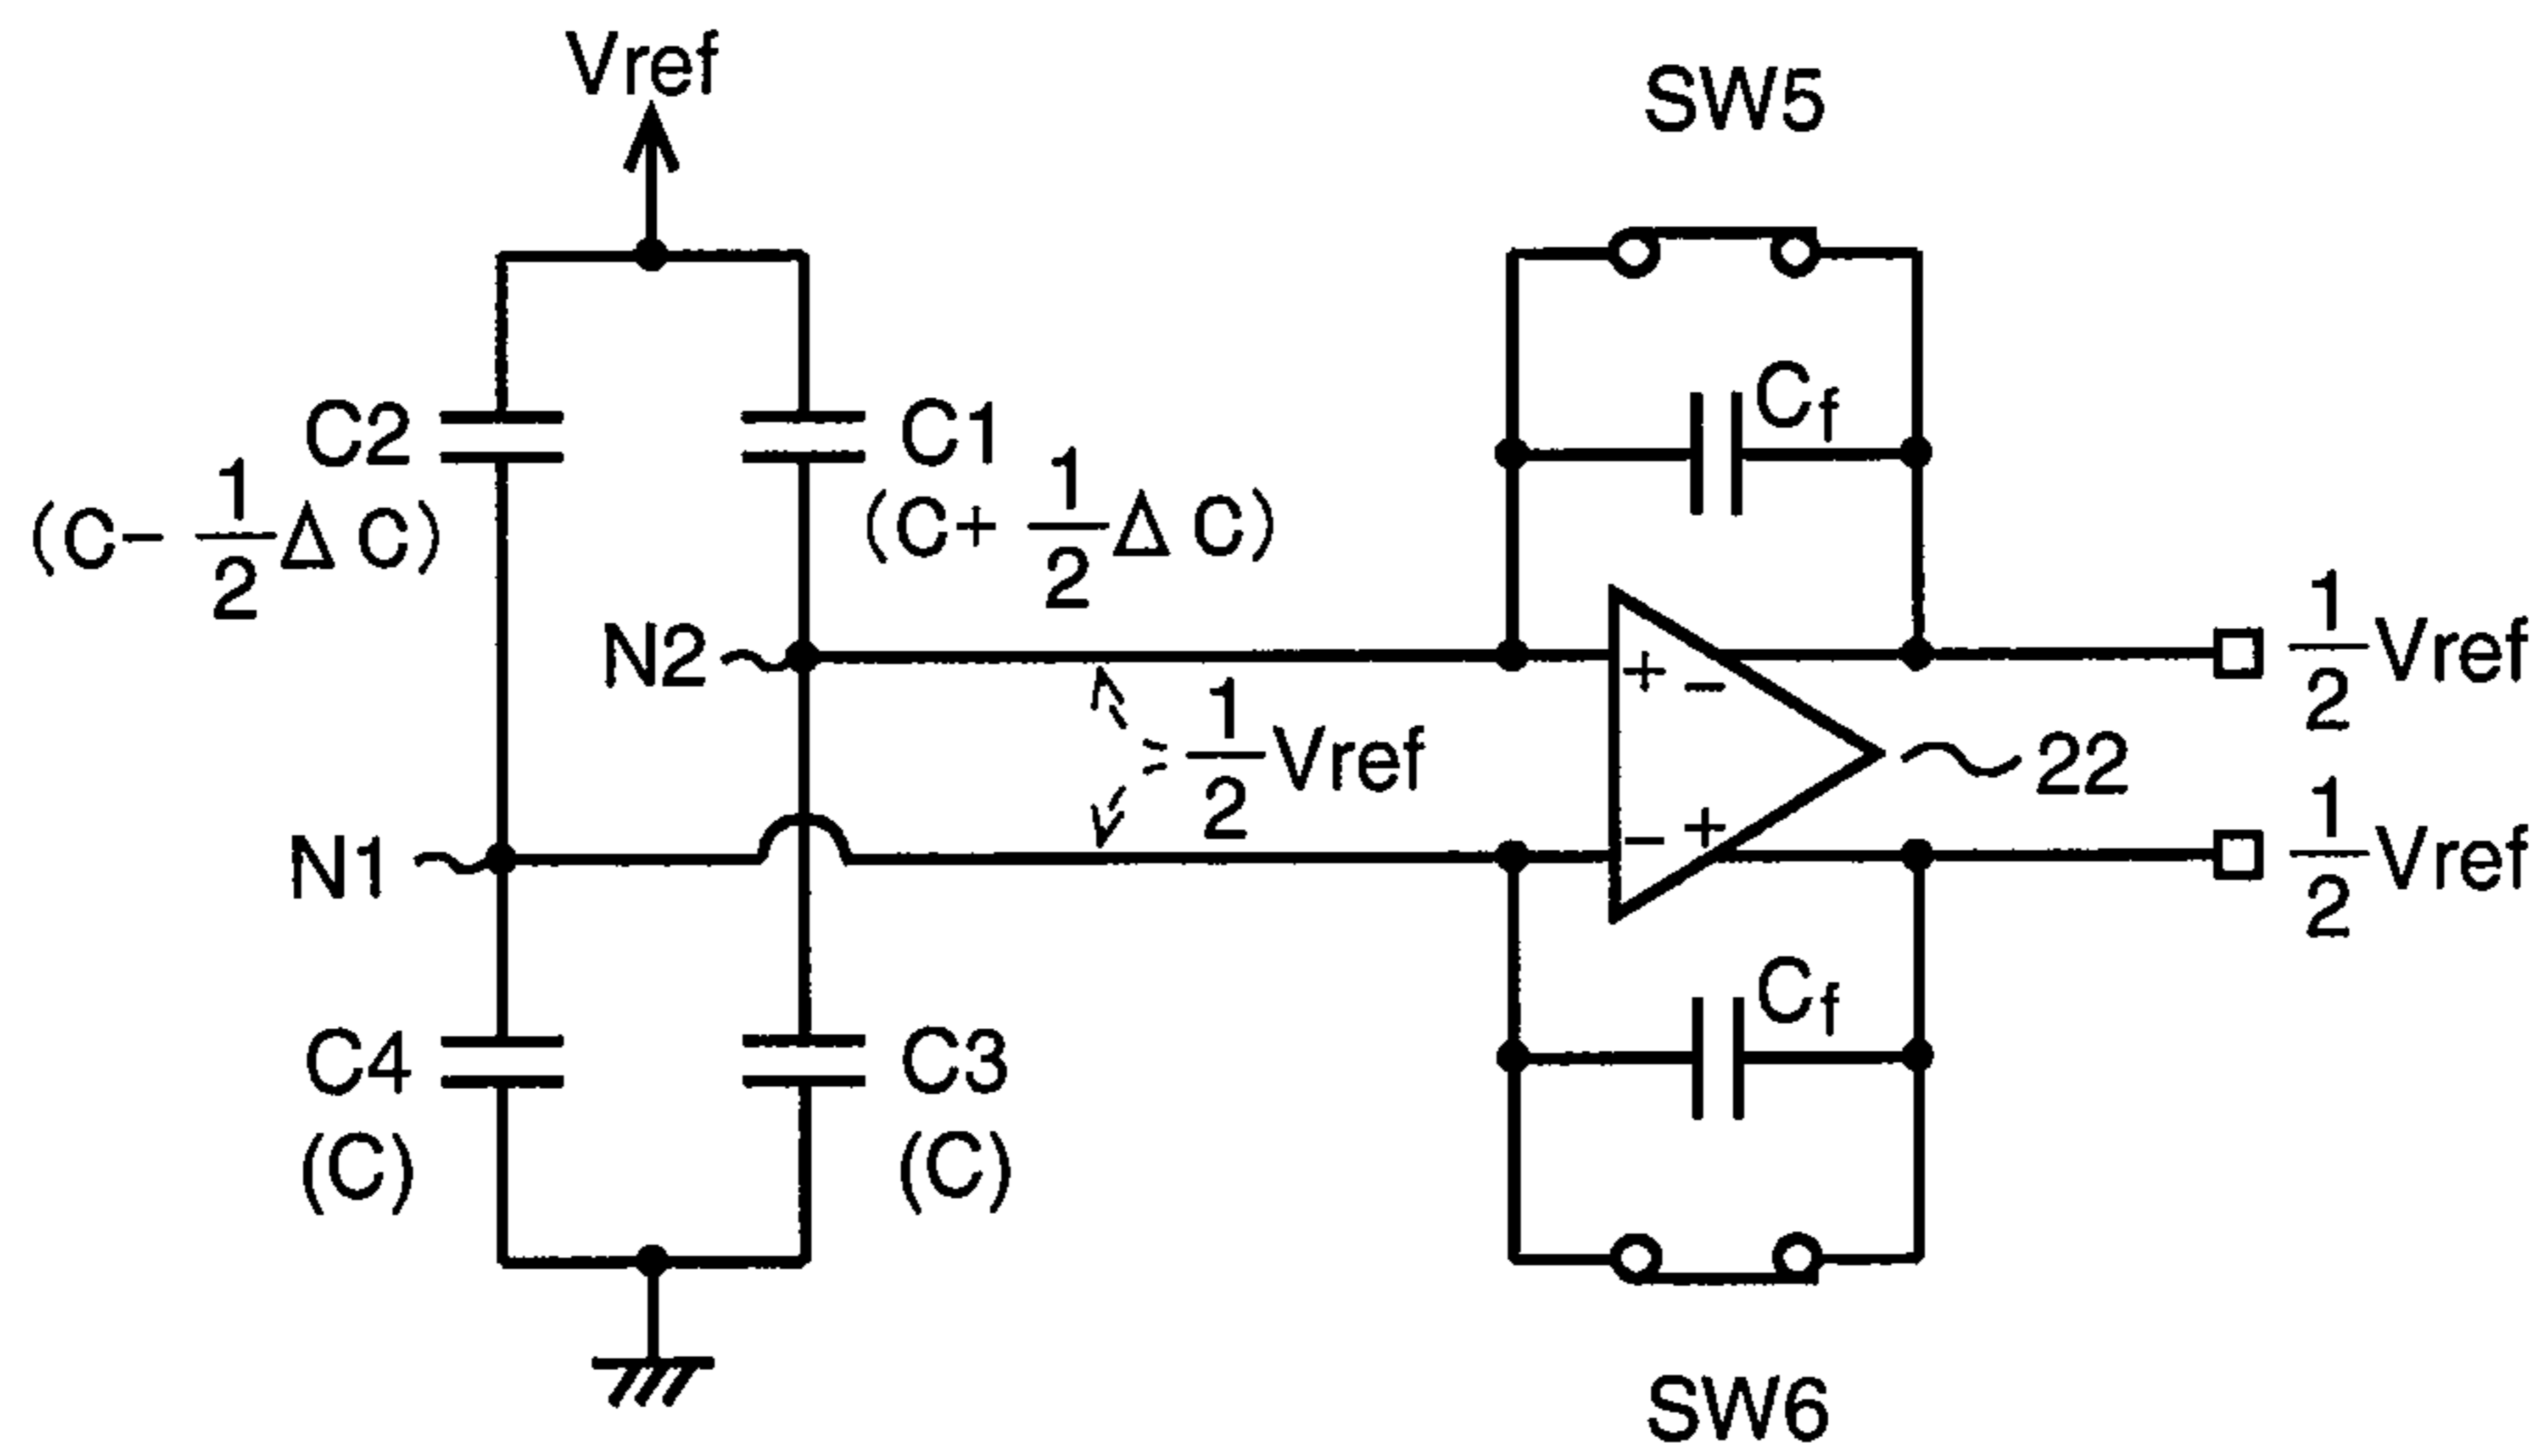 Vref
SW5
C2
(C- 1/2 Δ C)
C1
(C+ 1/2 Δ C)
Cf
N2
+ -
1/2 Vref
1/2 Vref
22
N1
- +
1/2 Vref
C4
(C)
C3
(C)
Cf
SW6